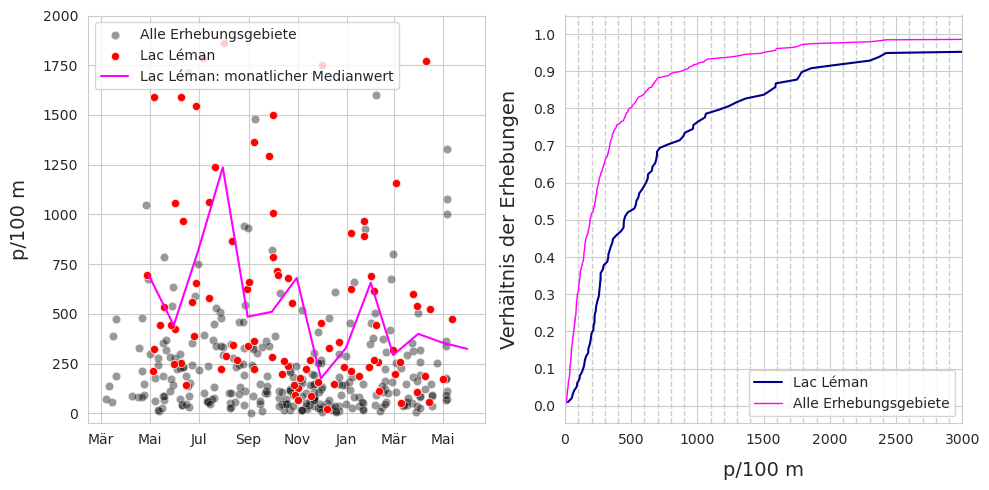 2000
1750
1500
1250
1000
750
500
250
0
p/100 m
Alle Erhebungsgebiete
Lac Léman
Lac Léman: monatlicher Medianwert
Mär
Mai
Jul
Sep
Nov
Jan
Mär
Mai
1.0
0.9
0.8
0.7
0.6
0.5
0.4
0.3
0.2
0.1
0.0
Verhältnis der Erhebungen
Lac Léman
Alle Erhebungsgebiete
0
500
1000
1500
2000
2500
3000
p/100 m